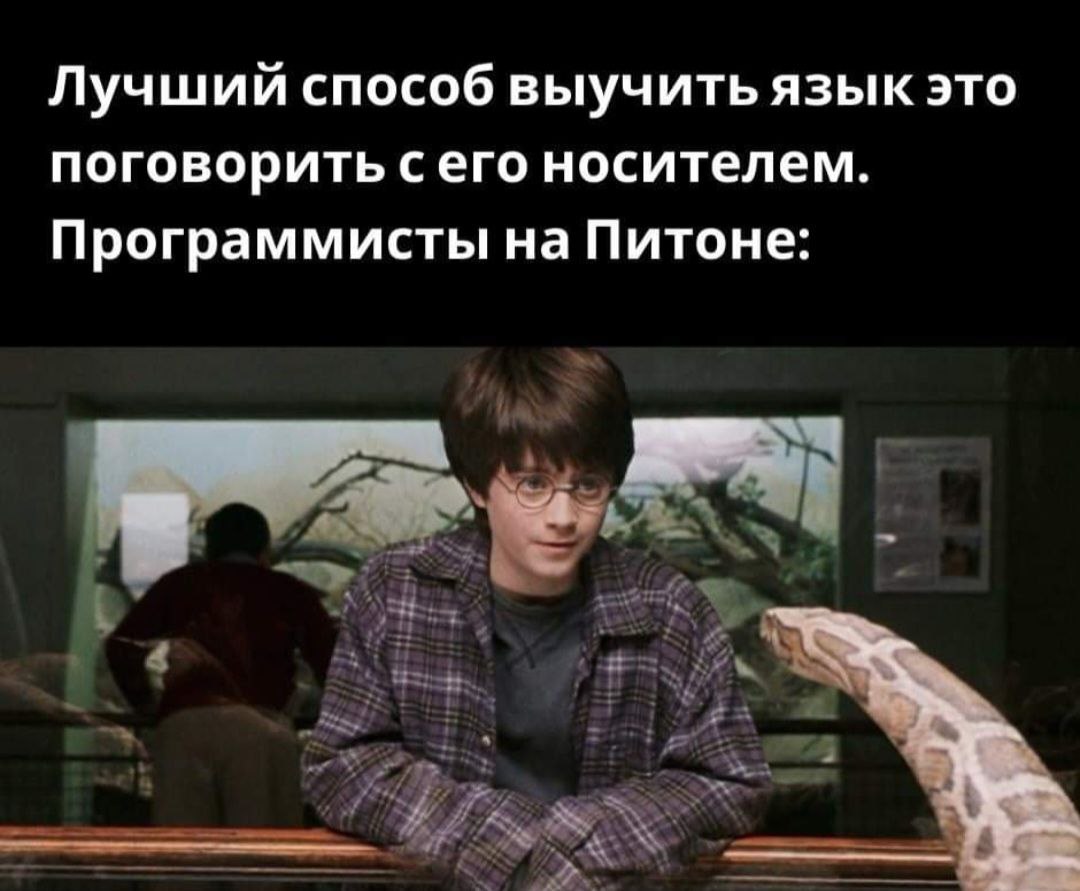 Лучший способ выучить язык это
поговорить с его носителем.
Программисты на Питоне: